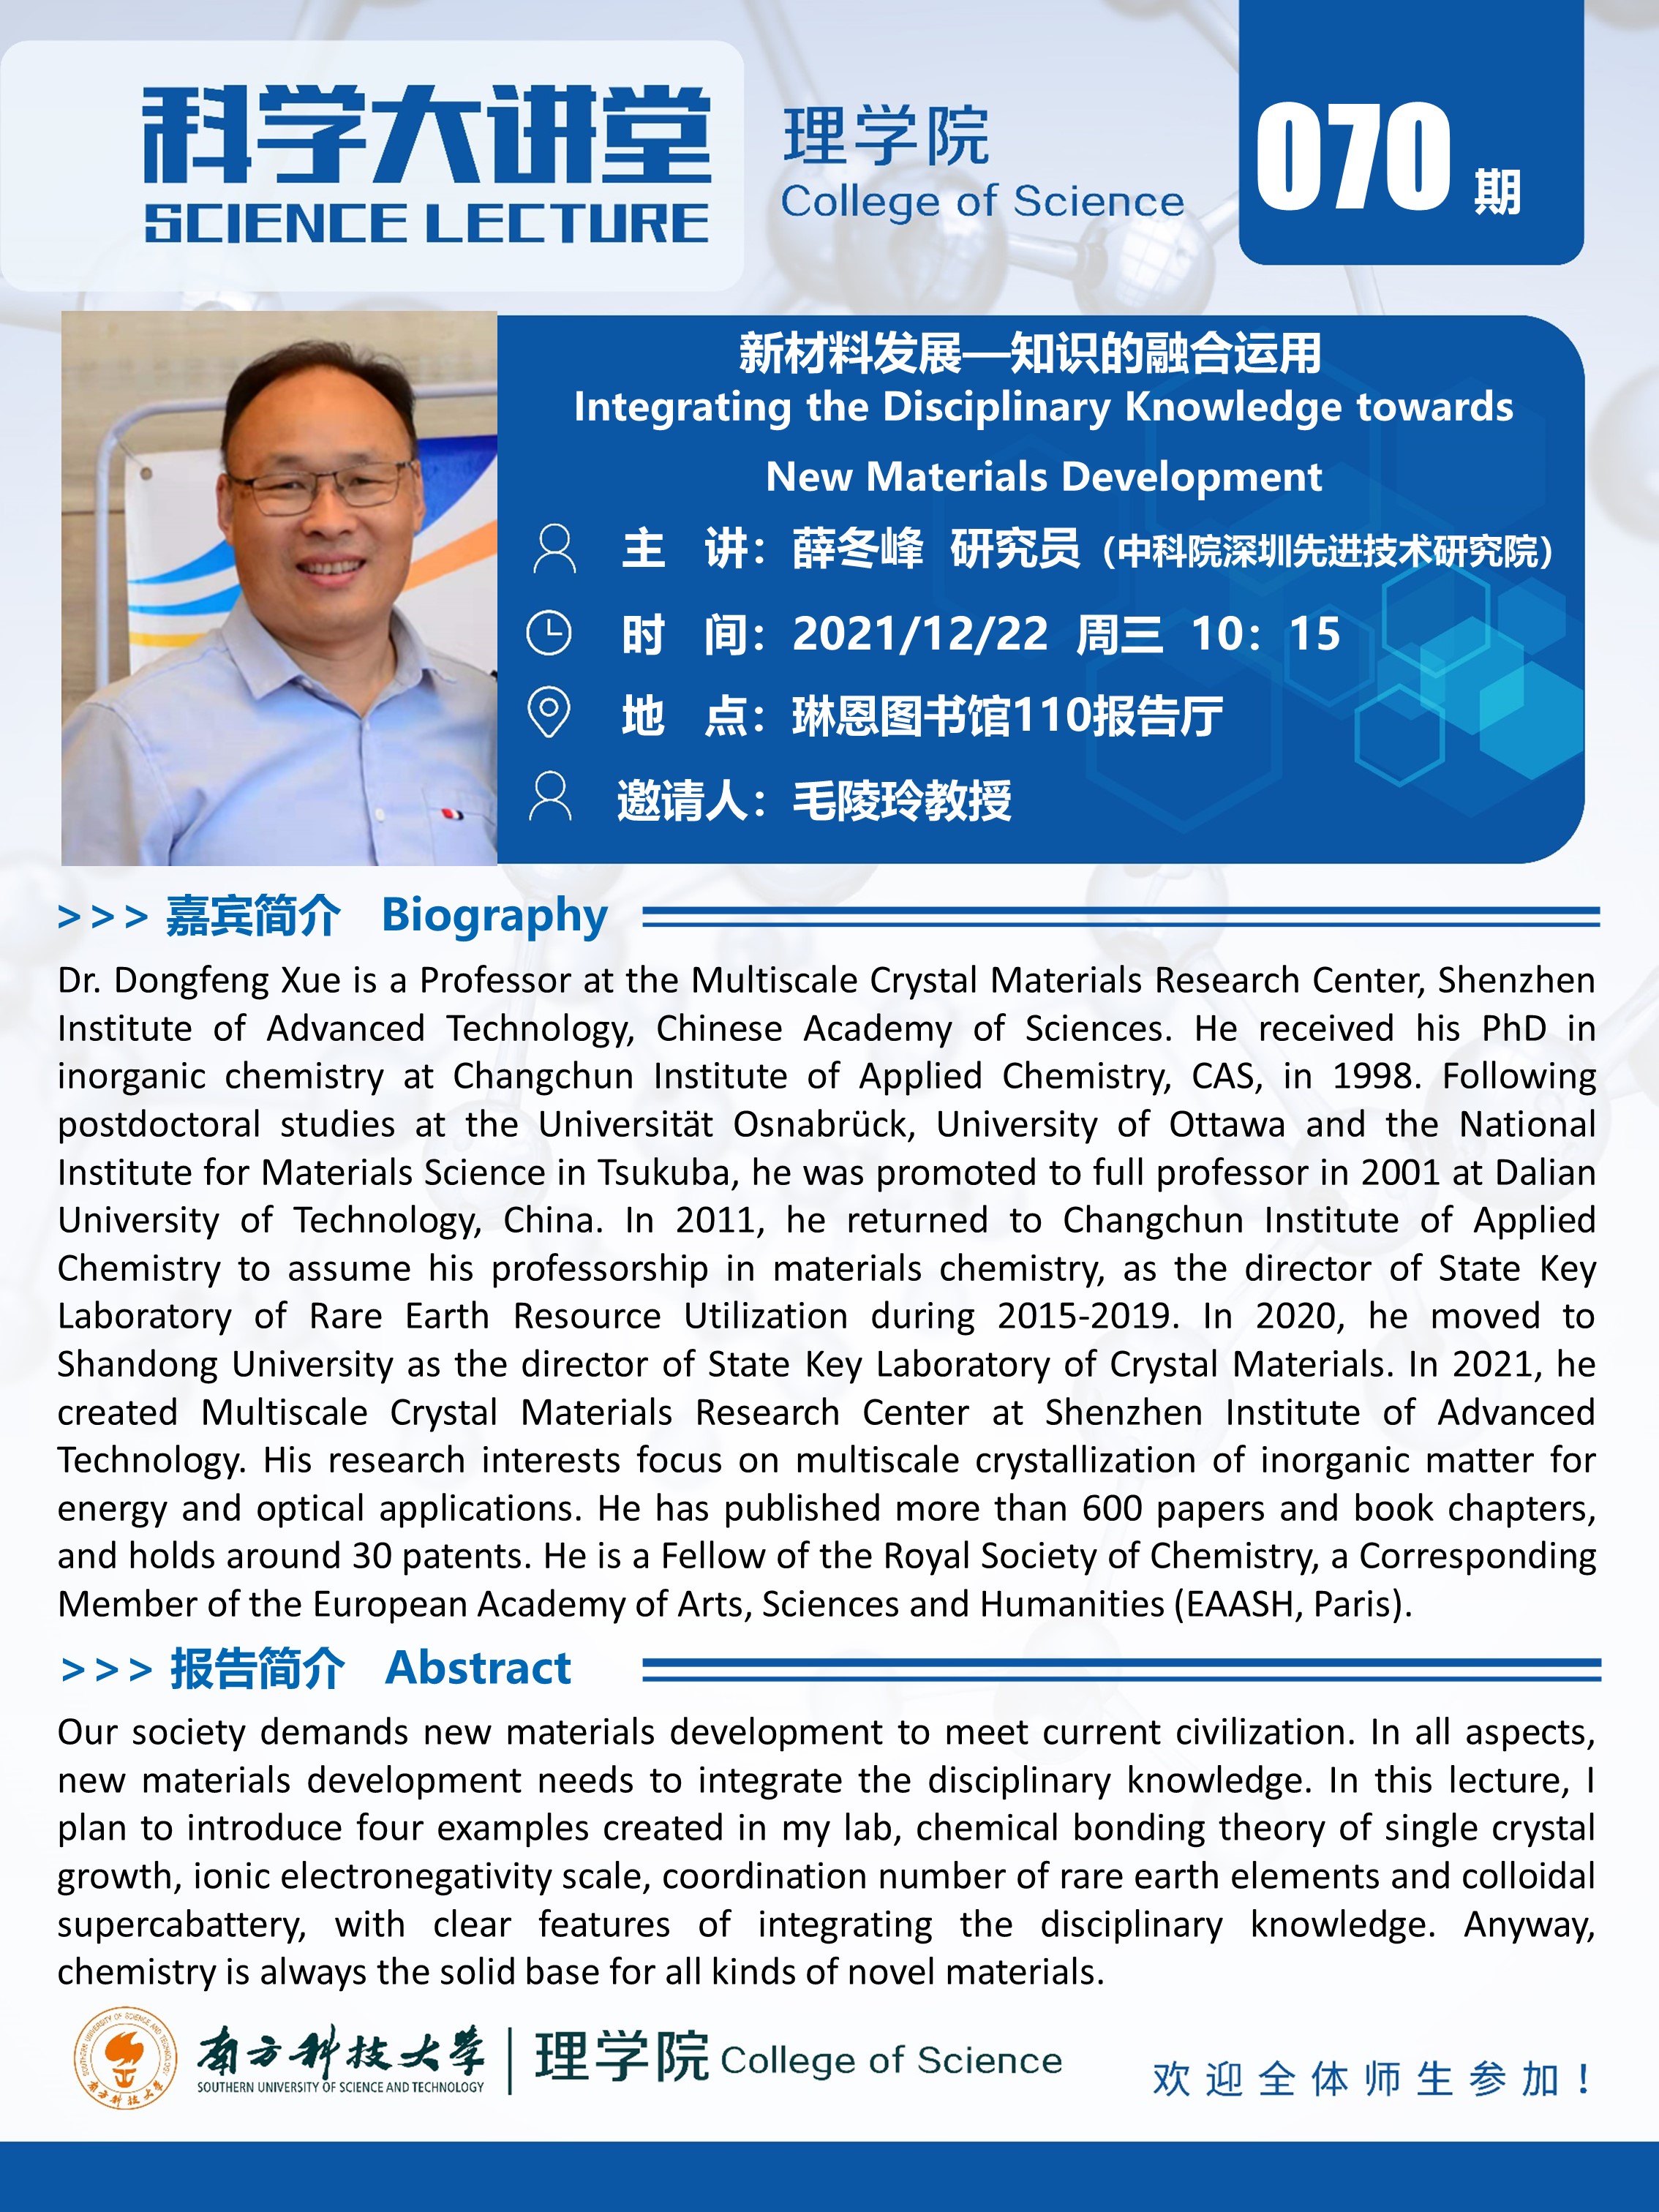 科学大讲堂
SCIENCE LECTURE
理学院
College of Science
070 期
新材料发展—知识的融合运用
Integrating the Disciplinary Knowledge towards
New Materials Development
主 讲：薛冬峰 研究员（中科院深圳先进技术研究院）
时 间：2021/12/22 周三 10：15
地 点：琳恩图书馆110报告厅
邀请人：毛陵玲教授
>>> 嘉宾简介 Biography
Dr. Dongfeng Xue is a Professor at the Multiscale Crystal Materials Research Center, Shenzhen
Institute of Advanced Technology, Chinese Academy of Sciences. He received his PhD in
inorganic chemistry at Changchun Institute of Applied Chemistry, CAS, in 1998. Following
postdoctoral studies at the Universität Osnabrück, University of Ottawa and the National
Institute for Materials Science in Tsukuba, he was promoted to full professor in 2001 at Dalian
University of Technology, China. In 2011, he returned to Changchun Institute of Applied
Chemistry to assume his professorship in materials chemistry, as the director of State Key
Laboratory of Rare Earth Resource Utilization during 2015-2019. In 2020, he moved to
Shandong University as the director of State Key Laboratory of Crystal Materials. In 2021, he
created Multiscale Crystal Materials Research Center at Shenzhen Institute of Advanced
Technology. His research interests focus on multiscale crystallization of inorganic matter for
energy and optical applications. He has published more than 600 papers and book chapters,
and holds around 30 patents. He is a Fellow of the Royal Society of Chemistry, a Corresponding
Member of the European Academy of Arts, Sciences and Humanities (EAASH, Paris).
>>> 报告简介 Abstract
Our society demands new materials development to meet current civilization. In all aspects,
new materials development needs to integrate the disciplinary knowledge. In this lecture, I
plan to introduce four examples created in my lab, chemical bonding theory of single crystal
growth, ionic electronegativity scale, coordination number of rare earth elements and colloidal
supercabattery, with clear features of integrating the disciplinary knowledge. Anyway,
chemistry is always the solid base for all kinds of novel materials.
SOUTHERN UNIVERSITY OF SCIENCE AND TECHNOLOGY
南方科技大学
南方科技大学
SOUTHERN UNIVERSITY OF SCIENCE AND TECHNOLOGY
理学院 College of Science
欢迎全体师生参加！